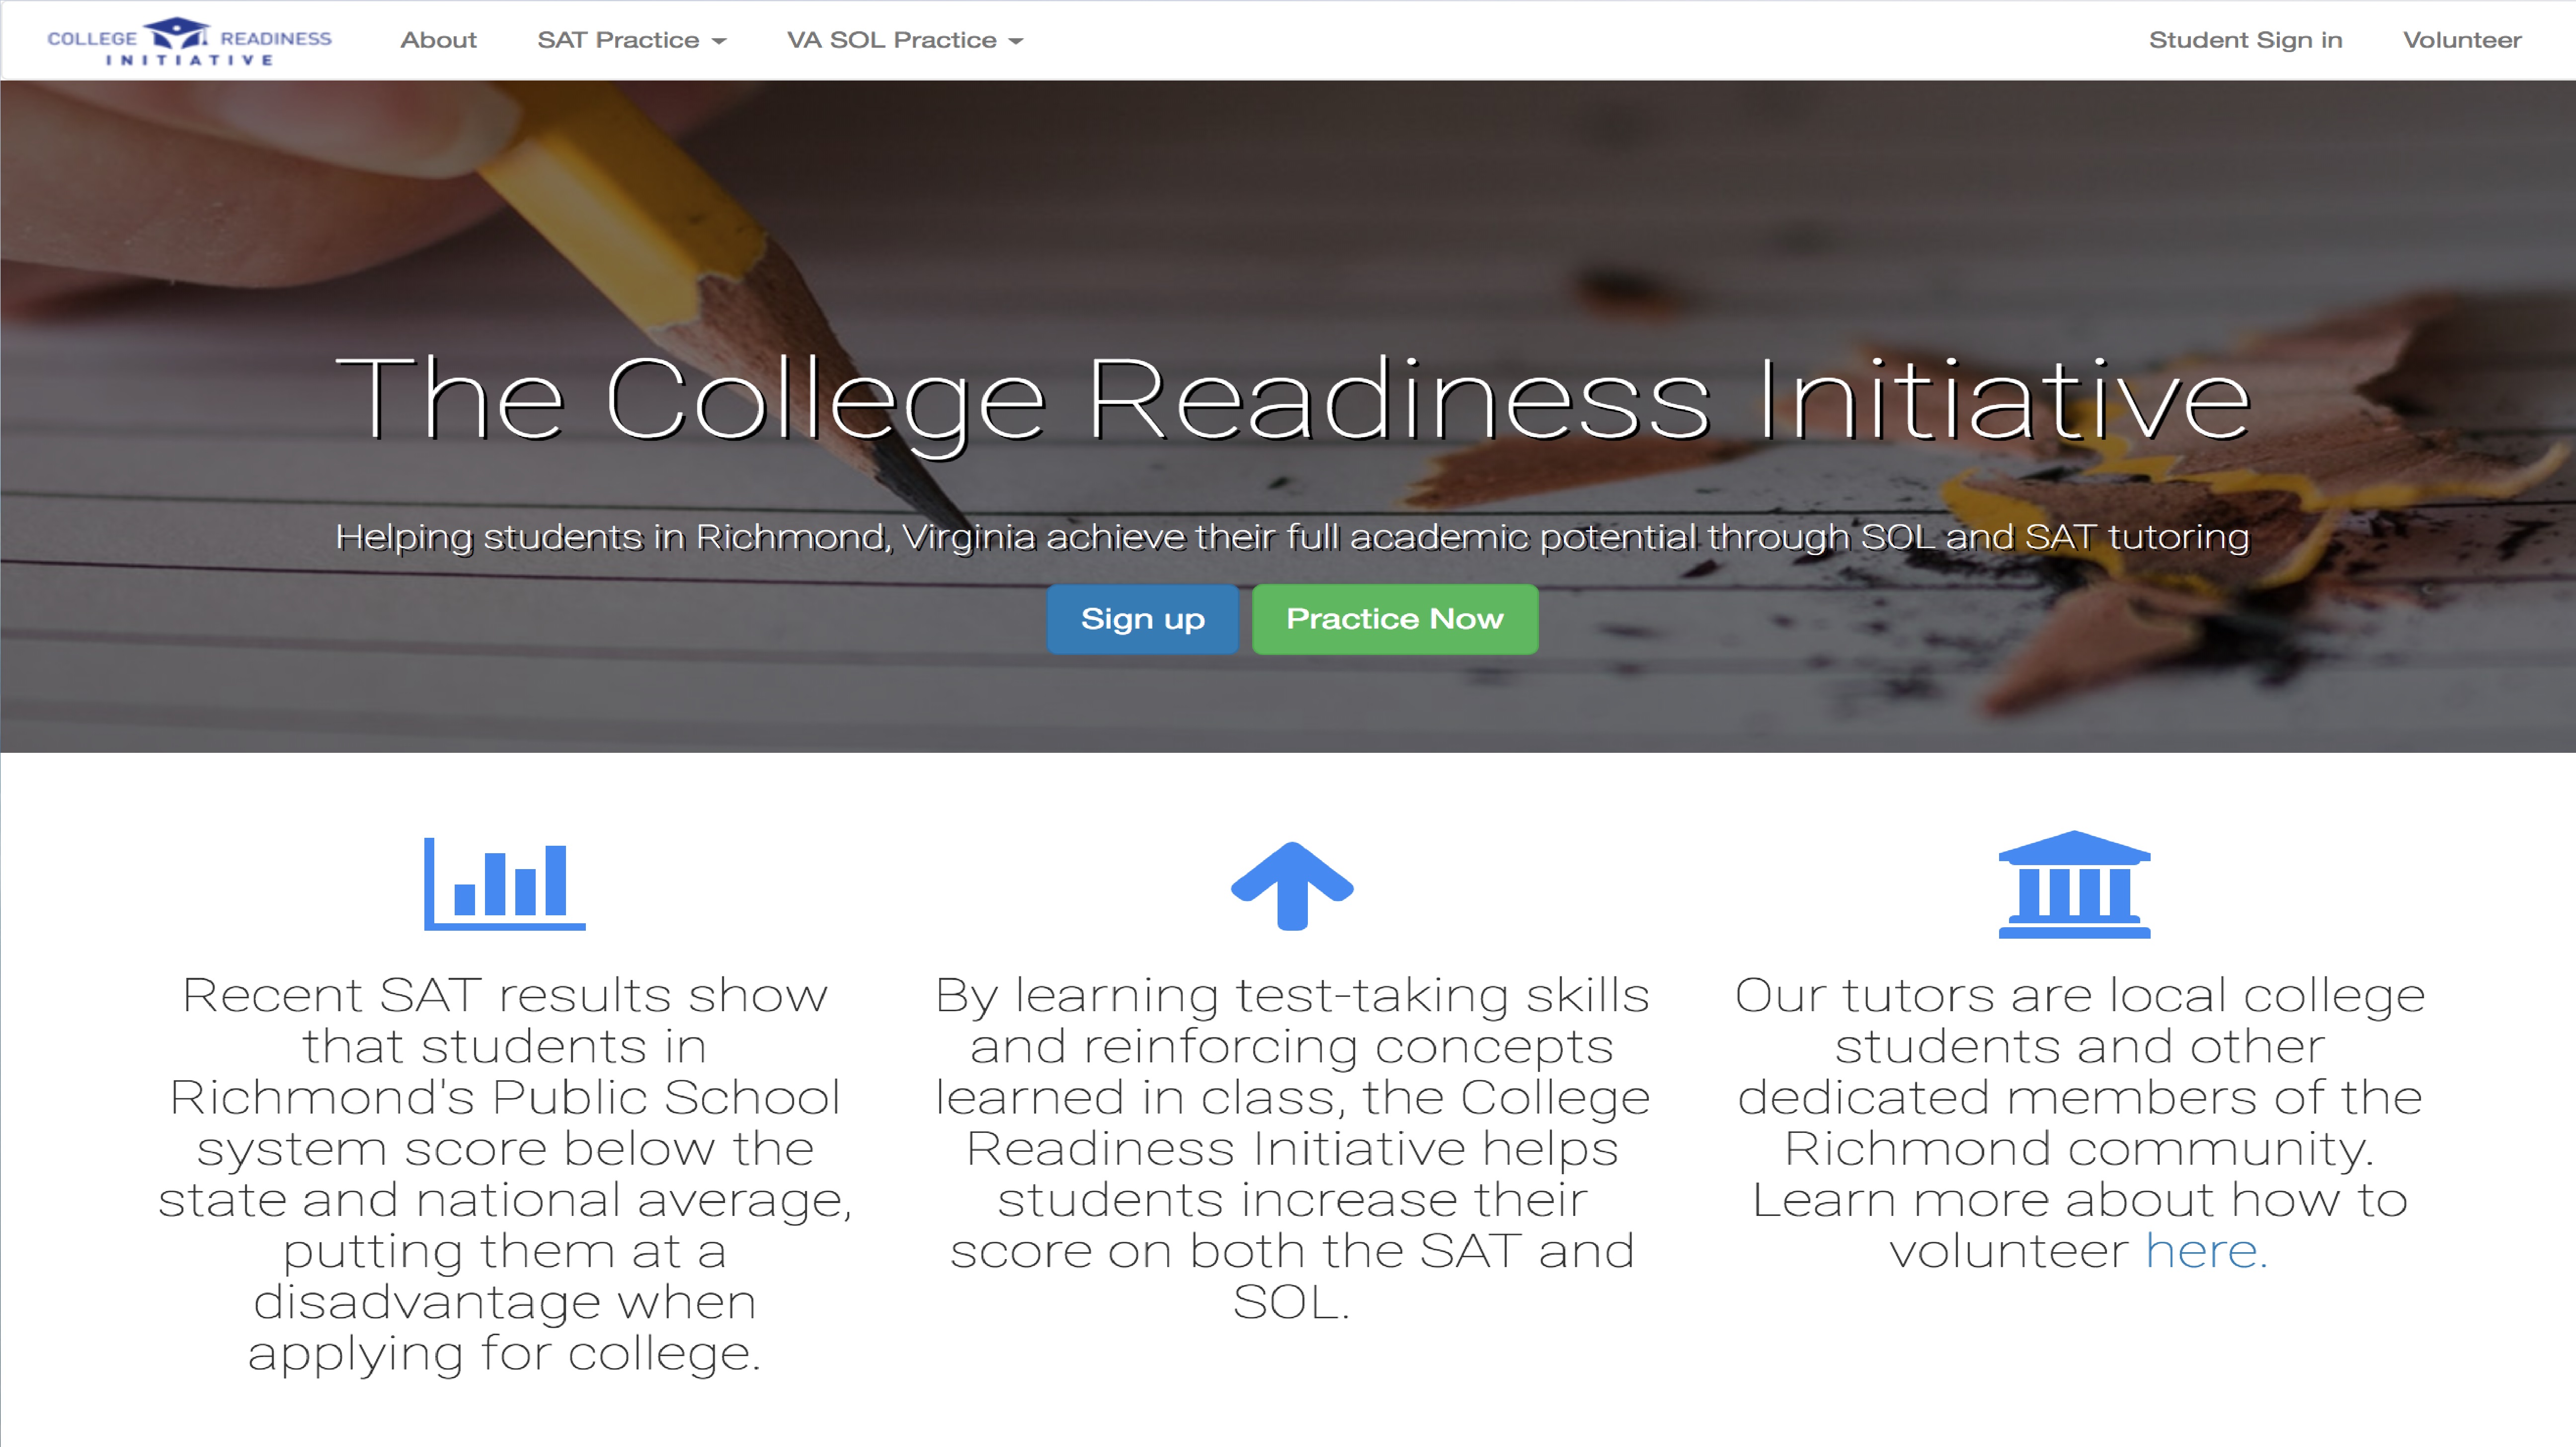 COLLEGE READINESS
INITIATIVE
About
SAT Practice
VA SOL Practice
Student Sign in
Volunteer
The College Readiness Initiative
Helping students in Richmond, Virginia achieve their full academic potential through SOL and SAT tutoring
Sign up
Practice Now
Recent SAT results show
that students in
Richmond's Public School
system score below the
state and national average,
putting them at a
disadvantage when
applying for college.
By learning test-taking skills
and reinforcing concepts
learned in class, the College
Readiness Initiative helps
students increase their
score on both the SAT and
SOL.
Our tutors are local college
students and other
dedicated members of the
Richmond community.
Learn more about how to
volunteer here.